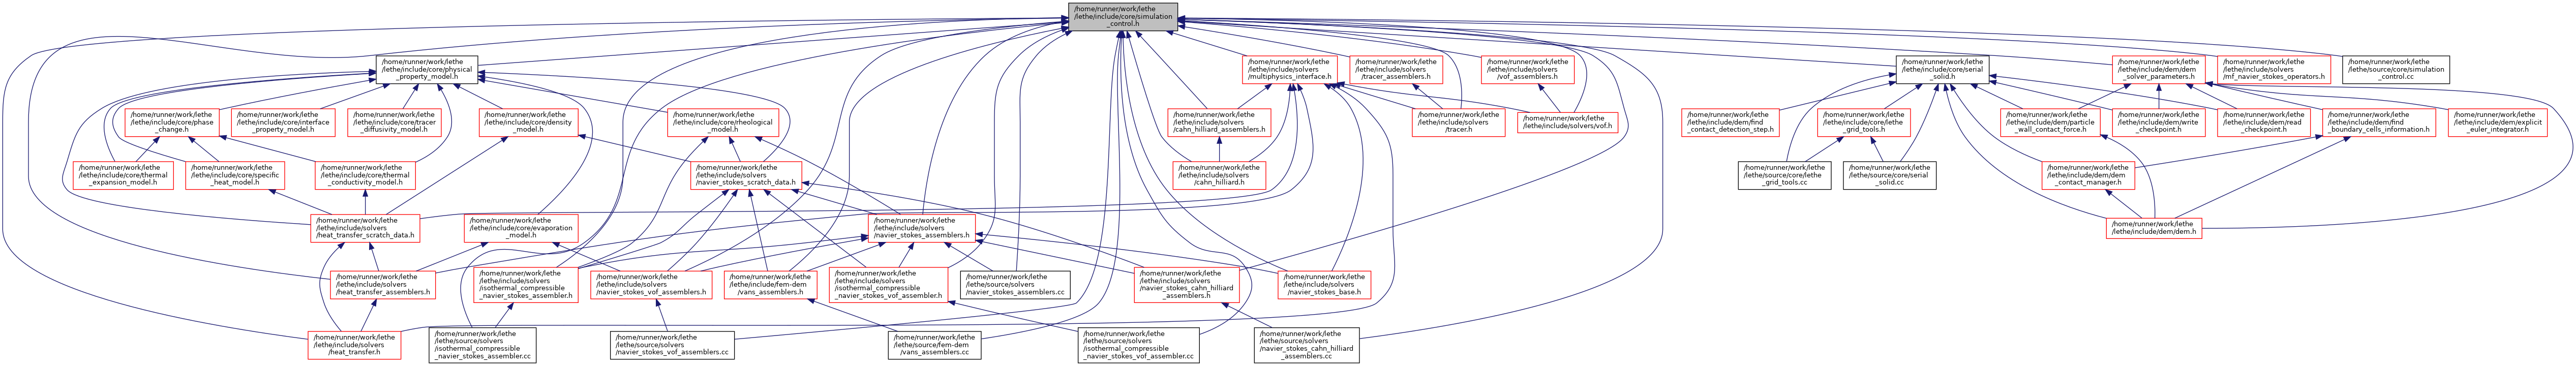 /home/runner/work/lethe
/lethe/include/core/simulation
_control.h
/home/runner/work/lethe
/lethe/include/core/physical
_property_model.h
/home/runner/work/lethe
/lethe/include/solvers
/multiphysics_interface.h
/home/runner/work/lethe
/lethe/include/solvers
/tracer_assemblers.h
/home/runner/work/lethe
/lethe/include/solvers
/vof_assemblers.h
/home/runner/work/lethe
/lethe/include/core/serial
_solid.h
/home/runner/work/lethe
/lethe/include/dem/dem
_solver_parameters.h
/home/runner/work/lethe
/lethe/include/solvers
/mf_navier_stokes_operators.h
/home/runner/work/lethe
/lethe/source/core/simulation
_control.cc
/home/runner/work/lethe
/lethe/include/core/phase
_change.h
/home/runner/work/lethe
/lethe/include/core/interface
_property_model.h
/home/runner/work/lethe
/lethe/include/core/tracer
_diffusivity_model.h
/home/runner/work/lethe
/lethe/include/core/density
_model.h
/home/runner/work/lethe
/lethe/include/core/rheological
_model.h
/home/runner/work/lethe
/lethe/include/solvers
/cahn_hilliard_assemblers.h
/home/runner/work/lethe
/lethe/include/solvers
/tracer.h
/home/runner/work/lethe
/lethe/include/solvers/vof.h
/home/runner/work/lethe
/lethe/include/dem/find
_contact_detection_step.h
/home/runner/work/lethe
/lethe/include/core/lethe
_grid_tools.h
/home/runner/work/lethe
/lethe/include/dem/particle
_wall_contact_force.h
/home/runner/work/lethe
/lethe/include/dem/write
_checkpoint.h
/home/runner/work/lethe
/lethe/include/dem/read
_checkpoint.h
/home/runner/work/lethe
/lethe/include/dem/find
_boundary_cells_information.h
/home/runner/work/lethe
/lethe/include/dem/explicit
_euler_integrator.h
/home/runner/work/lethe
/lethe/include/core/thermal
_expansion_model.h
/home/runner/work/lethe
/lethe/include/core/specific
_heat_model.h
/home/runner/work/lethe
/lethe/include/core/thermal
_conductivity_model.h
/home/runner/work/lethe
/lethe/include/solvers
/navier_stokes_scratch_data.h
/home/runner/work/lethe
/lethe/include/solvers
/cahn_hilliard.h
/home/runner/work/lethe
/lethe/source/core/lethe
_grid_tools.cc
/home/runner/work/lethe
/lethe/source/core/serial
_solid.cc
/home/runner/work/lethe
/lethe/include/dem/dem
_contact_manager.h
/home/runner/work/lethe
/lethe/include/solvers
/heat_transfer_scratch_data.h
/home/runner/work/lethe
/lethe/include/core/evaporation
_model.h
/home/runner/work/lethe
/lethe/include/solvers
/navier_stokes_assemblers.h
/home/runner/work/lethe
/lethe/include/dem/dem.h
/home/runner/work/lethe
/lethe/include/solvers
/heat_transfer_assemblers.h
/home/runner/work/lethe
/lethe/include/solvers
/isothermal_compressible
_navier_stokes_assembler.h
/home/runner/work/lethe
/lethe/include/solvers
/navier_stokes_vof_assemblers.h
/home/runner/work/lethe
/lethe/include/fem-dem
/vans_assemblers.h
/home/runner/work/lethe
/lethe/include/solvers
/isothermal_compressible
_navier_stokes_vof_assembler.h
/home/runner/work/lethe
/lethe/source/solvers
/navier_stokes_assemblers.cc
/home/runner/work/lethe
/lethe/include/solvers
/navier_stokes_cahn_hilliard
_assemblers.h
/home/runner/work/lethe
/lethe/include/solvers
/navier_stokes_base.h
/home/runner/work/lethe
/lethe/include/solvers
/heat_transfer.h
/home/runner/work/lethe
/lethe/source/solvers
/isothermal_compressible
_navier_stokes_assembler.cc
/home/runner/work/lethe
/lethe/source/solvers
/navier_stokes_vof_assemblers.cc
/home/runner/work/lethe
/lethe/source/fem-dem
/vans_assemblers.cc
/home/runner/work/lethe
/lethe/source/solvers
/isothermal_compressible
_navier_stokes_vof_assembler.cc
/home/runner/work/lethe
/lethe/source/solvers
/navier_stokes_cahn_hilliard
_assemblers.cc